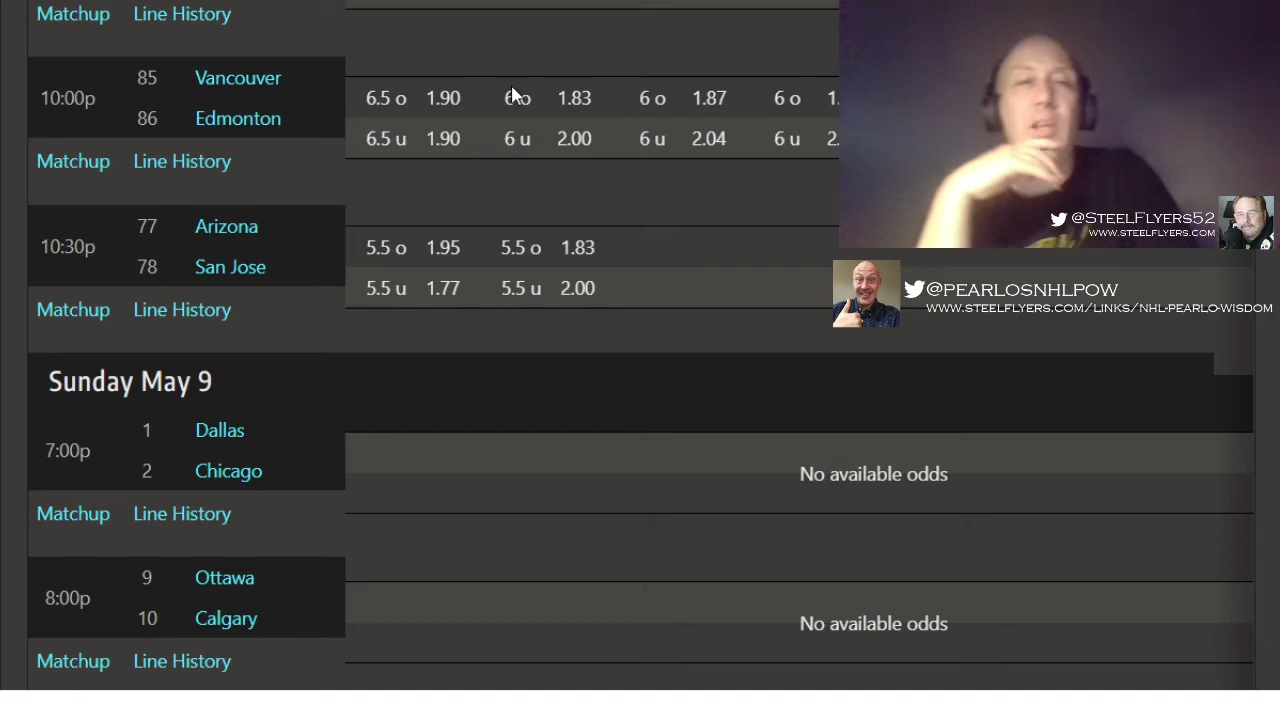 Matchup Line History
10:00p
85 Vancouver
86 Edmonton
6.5 o 1.90 6 o 1.83 6 o 1.87 6 o
6.5 u 1.90 6 u 2.00 6 u 2.04 6 u
Matchup Line History
@SteelFlyers52
www.steelflyers.com
10:30p
77 Arizona
78 San Jose
5.5 o 1.95 5.5 o 1.83
5.5 u 1.77 5.5 u 2.00
@PearlosNHLPOW
www.steelflyers.com/links/nhl-pearlo-wisdom
Matchup Line History
Sunday May 9
7:00p
1 Dallas
2 Chicago
No available odds
Matchup Line History
8:00p
9 Ottawa
10 Calgary
No available odds
Matchup Line History